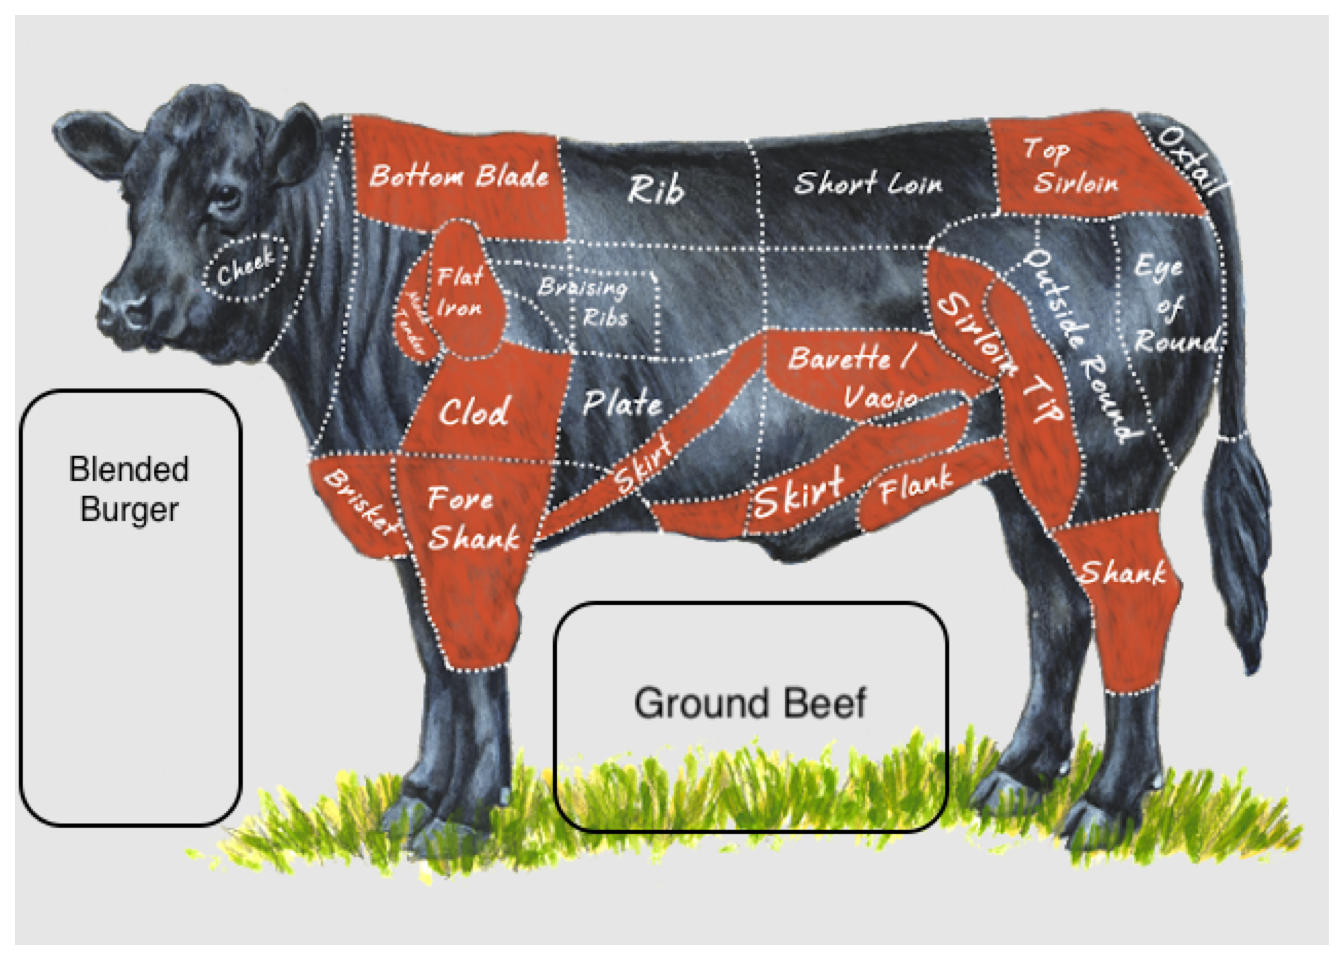 Bottom Blade
Rib
Short Loin
Top
Sirloin
Oxtail
Cheek
Flat
Iron
Tender
Braising
Ribs
Outside Round
Eye
of
Round
Sirloin Tip
Bavette /
Vacio
Clod
Plate
Skirt
Brisket
Fore
Shank
Skirt
Flank
Shank
Blended
Burger
Ground Beef